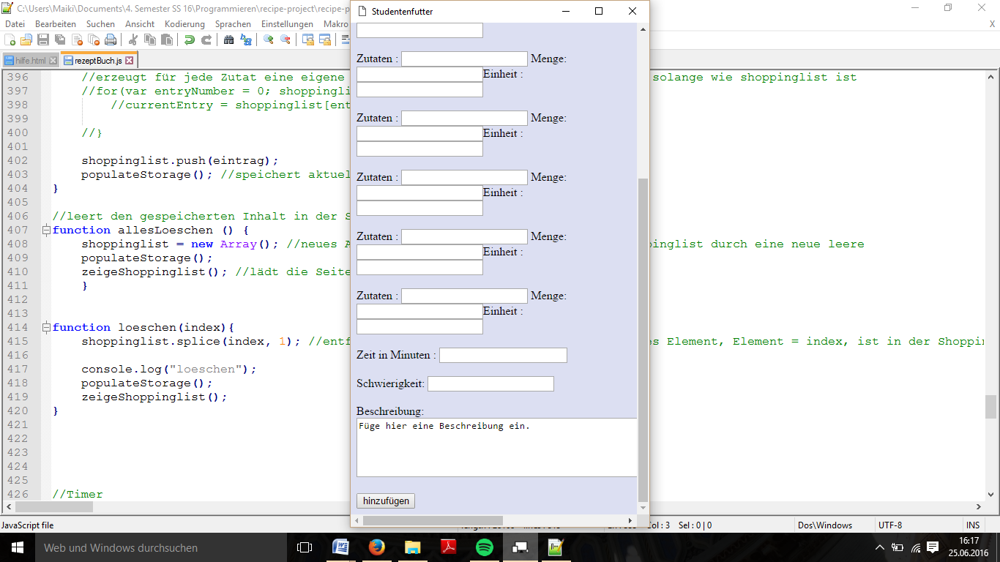 C:\Users\Maiki\Documents\4. Semester SS 16\Programmieren\recipe-project\recipe-p
Datei Bearbeiten Suchen Ansicht Kodierung Sprachen Einstellungen Makro
X
hilfe.html
rezeptBuch.js
396 //erzeugt für jede Zutat eine eigene solange wie shoppinglist ist
397 //for(var entryNumber = 0; shoppingli
398 //currentEntry = shoppinglist[ent
399
400 //}
401
402 shoppinglist.push(eintrag);
403 populateStorage(); //speichert aktuel
404 }
405
406 //leert den gespeicherten Inhalt in der S
407 function allesLoeschen () {
408 shoppinglist = new Array(); //neues A pinglist durch eine neue leere
409 populateStorage();
410 zeigeShoppinglist(); //lädt die Seite
411 }
412
413
414 function loeschen(index){
415 shoppinglist.splice(index, 1); //entf es Element, Element = index, ist in der Shoppin
416
417 console.log("loeschen");
418 populateStorage();
419 zeigeShoppinglist();
420 }
421
422
423
424
425
426 //Timer
Studentenfutter
Zutaten : Menge:
Einheit :
Zutaten : Menge:
Einheit :
Zutaten : Menge:
Einheit :
Zutaten : Menge:
Einheit :
Zutaten : Menge:
Einheit :
Zeit in Minuten :
Schwierigkeit:
Beschreibung:
Füge hier eine Beschreibung ein.
hinzufügen
JavaScript file Col : 3 Sel : 0 | 0 Dos\Windows UTF-8 INS
Web und Windows durchsuchen
16:17
25.06.2016